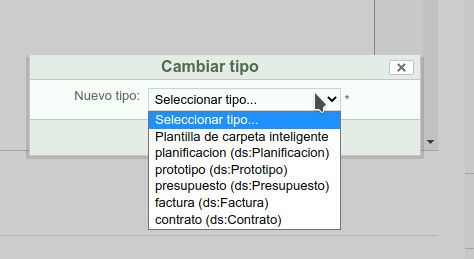 Cambiar tipo
Nuevo tipo: Seleccionar tipo... *
Seleccionar tipo...
Plantilla de carpeta inteligente
planificacion (ds:Planificacion)
prototipo (ds:Prototipo)
presupuesto (ds:Presupuesto)
factura (ds:Factura)
contrato (ds:Contrato)